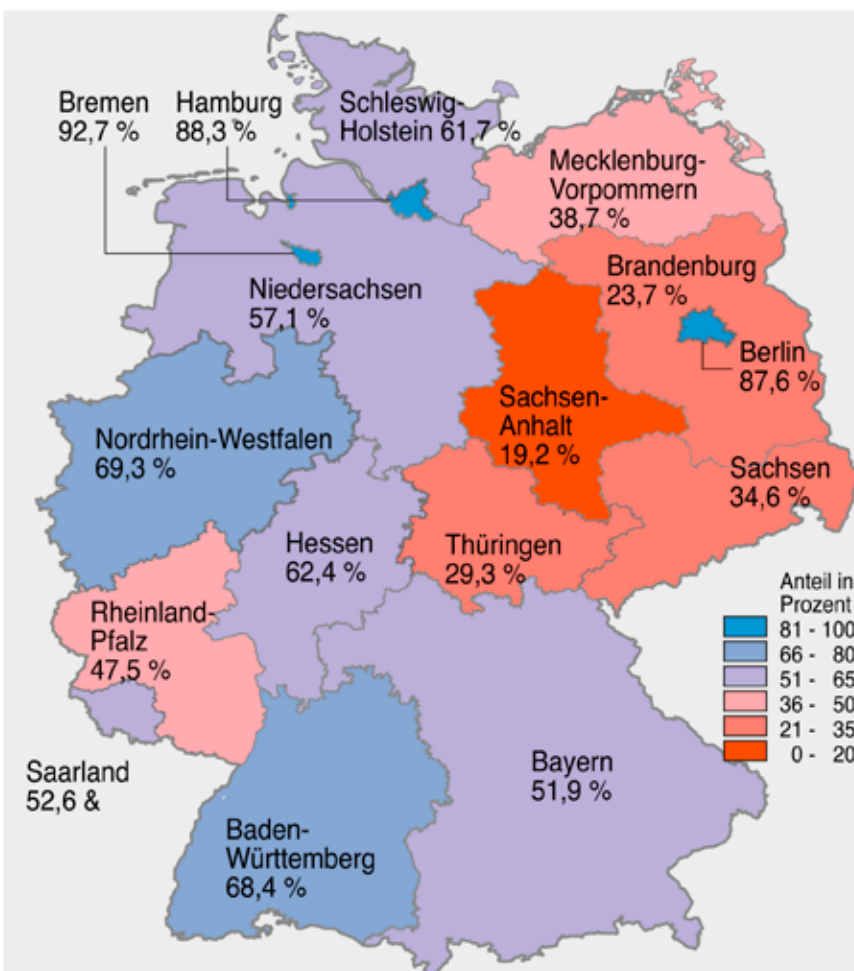 Bremen
92,7 %
Hamburg
88,3 %
Schleswig-
Holstein 61,7 %
Mecklenburg-
Vorpommern
38,7 %
Brandenburg
23,7 %
Niedersachsen
57,1 %
Berlin
87,6 %
Sachsen-
Anhalt
19,2 %
Nordrhein-Westfalen
69,3 %
Sachsen
34,6 %
Hessen
62,4 %
Thüringen
29,3 %
Rheinland-
Pfalz
47,5 %
Saarland
52,6 &
Bayern
51,9 %
Baden-
Württemberg
68,4 %
Anteil in
Prozent
81 - 100
66 - 80
51 - 65
36 - 50
21 - 35
0 - 20